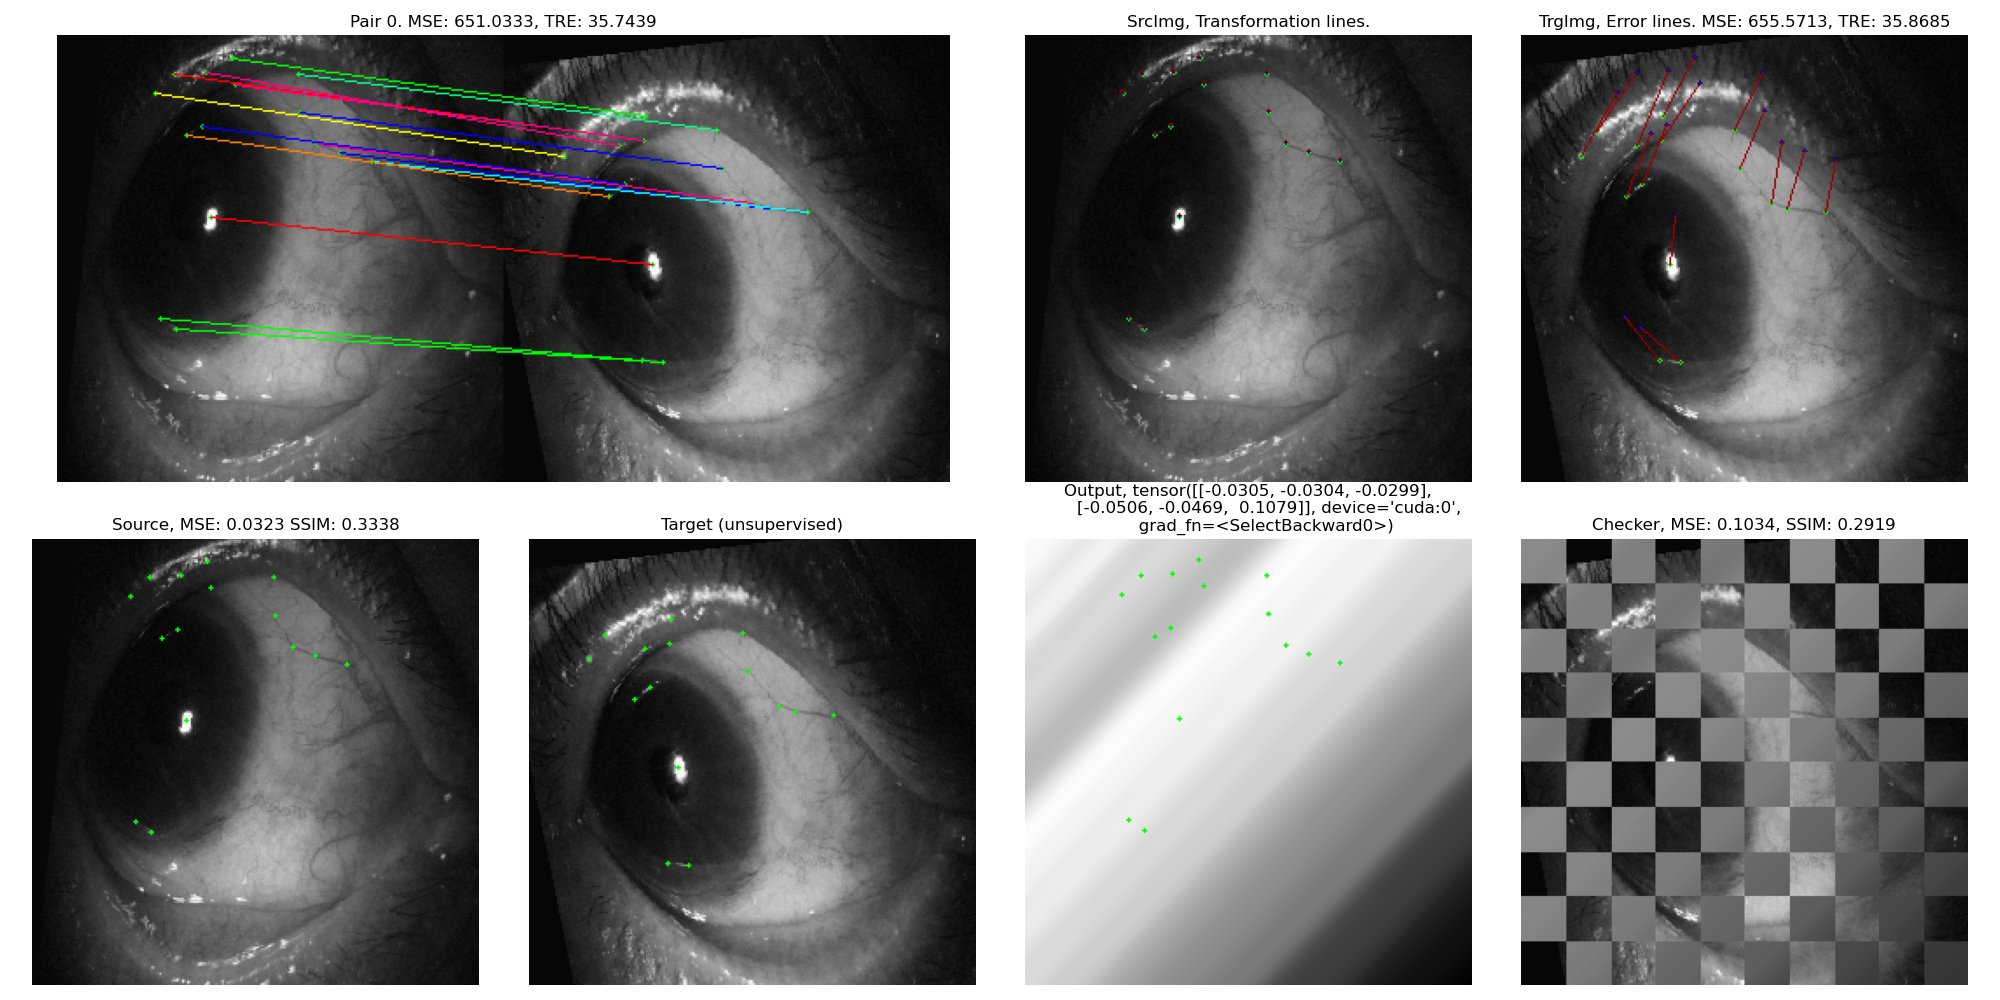 Pair 0. MSE: 651.0333, TRE: 35.7439
SrcImg, Transformation lines.
TrgImg, Error lines. MSE: 655.5713, TRE: 35.8685
Source, MSE: 0.0323 SSIM: 0.3338
Target (unsupervised)
Output, tensor([[-0.0305, -0.0304, -0.0299],
[-0.0506, -0.0469,  0.1079]], device='cuda:0',
grad_fn=<SelectBackward0>)
Checker, MSE: 0.1034, SSIM: 0.2919